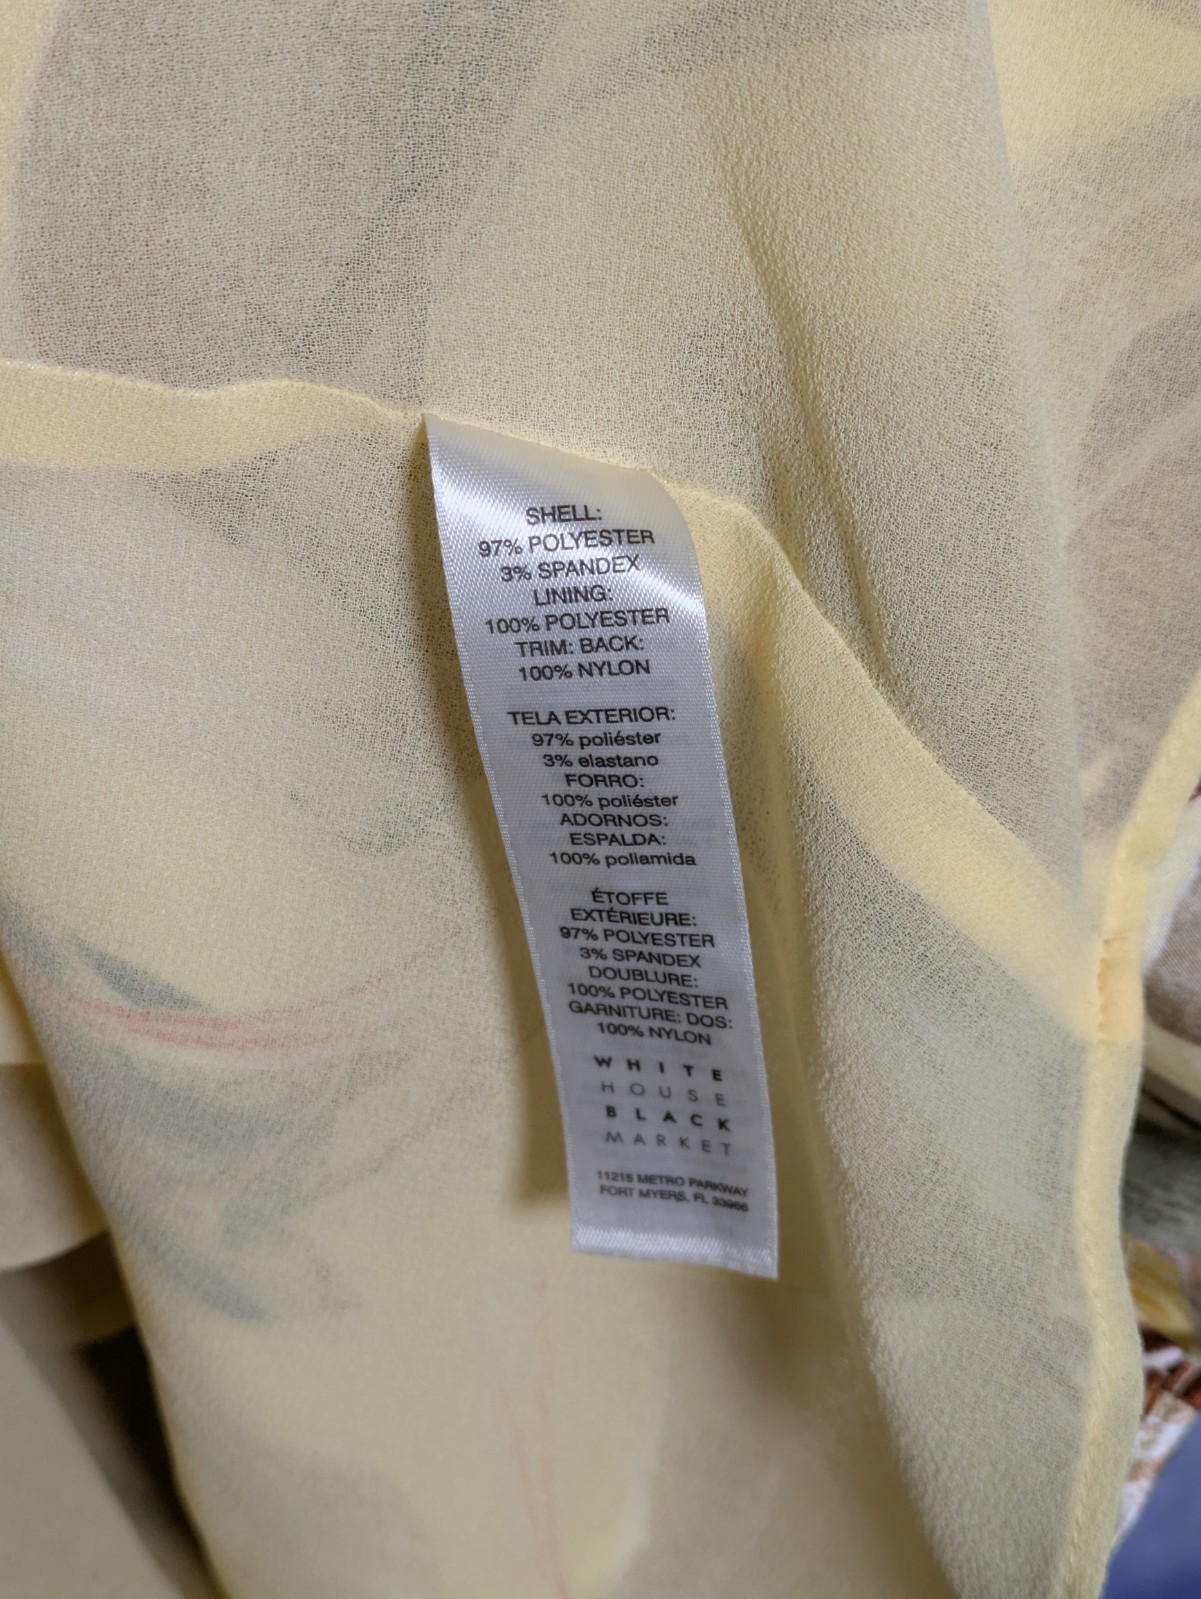 SHELL:
97% POLYESTER
3% SPANDEX
LINING:
100% POLYESTER
TRIM: BACK:
100% NYLON
TELA EXTERIOR:
97% poliéster
3% elastano
FORRO:
100% poliéster
ADORNOS:
ESPALDA:
100% poliamida
ÉTOFFE
EXTÉRIEURE:
97% POLYESTER
3% SPANDEX
DOUBLURE:
100% POLYESTER
GARNITURE: DOS:
100% NYLON
WHITE
HOUSE
BLACK
MARKET
11215 METRO PARKWAY
FORT MYERS, FL 33966